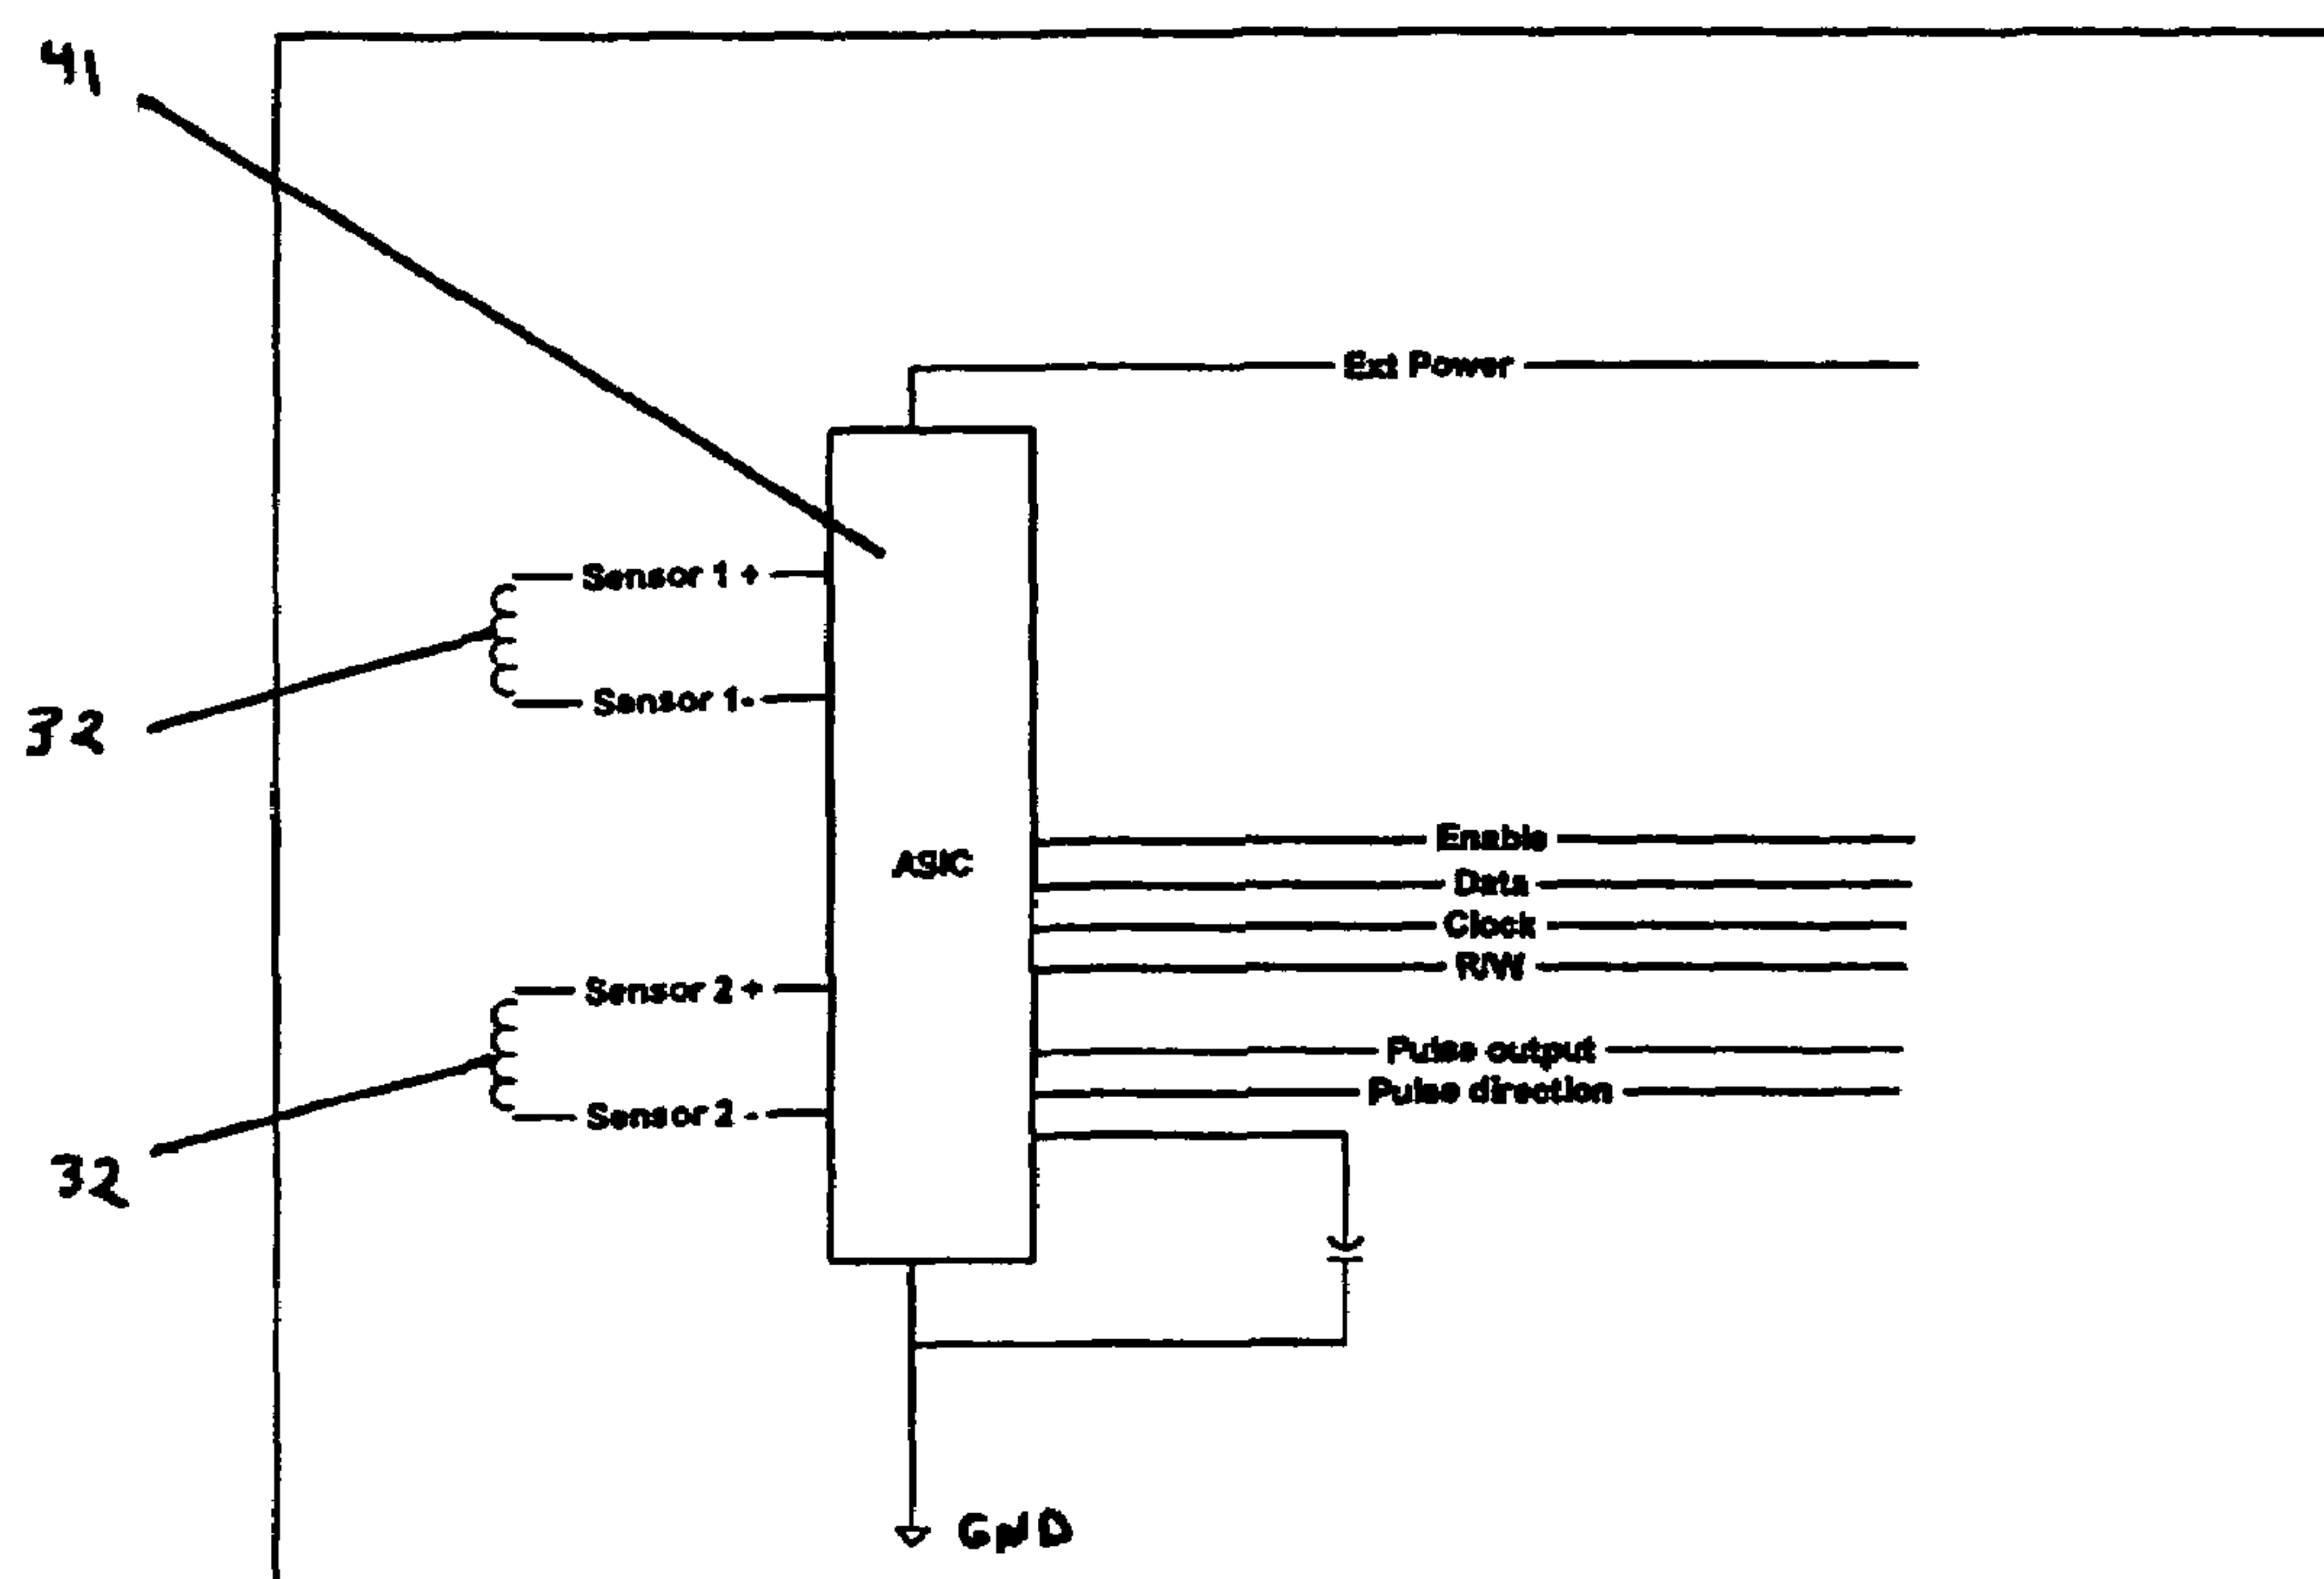 41
Ext Power
Sensor 1 +
32
Sensor 1-
Enable
ASIC
Data
Clock
R/W
Sensor 2 +
Pulse output
Pulse direction
Sensor 2 -
32
GND